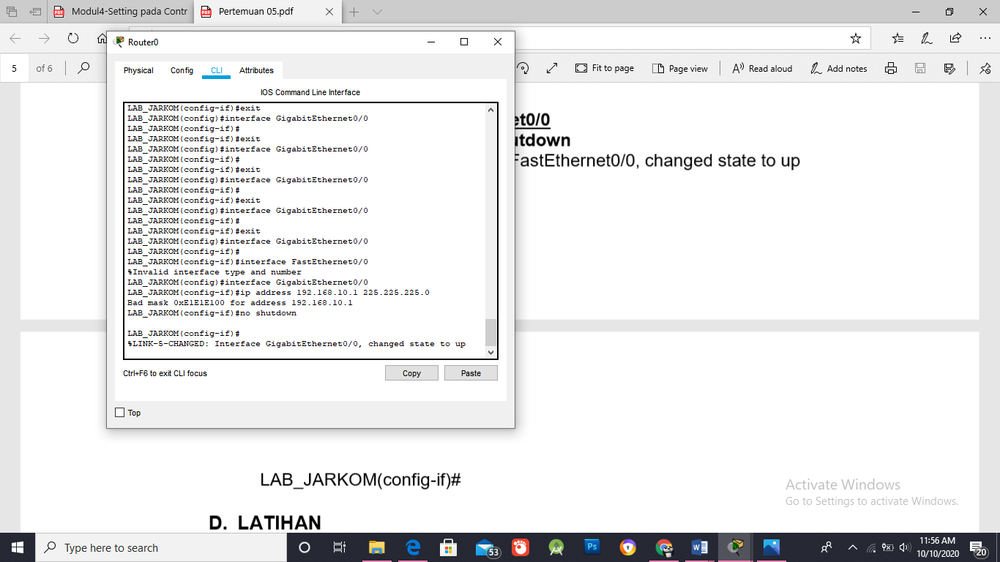 Modul4-Setting pada Contr
Pertemuan 05.pdf
5
of 6
Fit to page
Page view
Read aloud
Add notes
Router0
Physical
Config
CLI
Attributes
IOS Command Line Interface
LAB_JARKOM(config-if)#exit
LAB_JARKOM(config)#interface GigabitEthernet0/0
LAB_JARKOM(config-if)#
LAB_JARKOM(config-if)#exit
LAB_JARKOM(config)#interface GigabitEthernet0/0
LAB_JARKOM(config-if)#
LAB_JARKOM(config-if)#exit
LAB_JARKOM(config)#interface GigabitEthernet0/0
LAB_JARKOM(config-if)#
LAB_JARKOM(config-if)#exit
LAB_JARKOM(config)#interface GigabitEthernet0/0
LAB_JARKOM(config-if)#
LAB_JARKOM(config-if)#exit
LAB_JARKOM(config)#interface GigabitEthernet0/0
LAB_JARKOM(config-if)#
LAB_JARKOM(config-if)#interface FastEthernet0/0
%Invalid interface type and number
LAB_JARKOM(config)#interface GigabitEthernet0/0
LAB_JARKOM(config-if)#ip address 192.168.10.1 225.225.225.0
Bad mask 0xE1E1E100 for address 192.168.10.1
LAB_JARKOM(config-if)#no shutdown
LAB_JARKOM(config-if)#
%LINK-5-CHANGED: Interface GigabitEthernet0/0, changed state to up
Ctrl+F6 to exit CLI focus
Copy
Paste
Top
et0/0
utdown
FastEthernet0/0, changed state to up
LAB_JARKOM(config-if)#
D. LATIHAN
Activate Windows
Go to Settings to activate Windows.
Type here to search
53
Ps
11:56 AM
10/10/2020
20